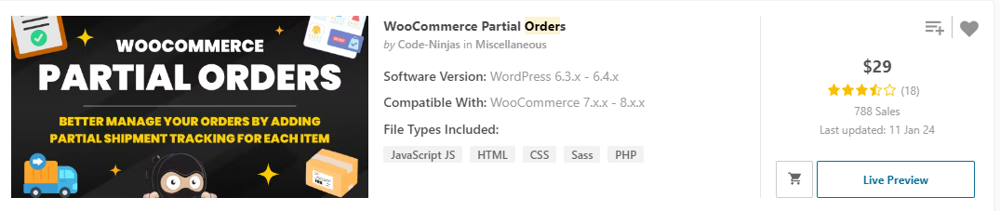 WOOCOMMERCE
PARTIAL ORDERS
BETTER MANAGE YOUR ORDERS BY ADDING
PARTIAL SHIPMENT TRACKING FOR EACH ITEM
WooCommerce Partial Orders
by Code-Ninjas in Miscellaneous
Software Version: WordPress 6.3.x - 6.4.x
Compatible With: WooCommerce 7.x.x - 8.x.x
File Types Included:
JavaScript JS HTML CSS Sass PHP
$29
(18)
788 Sales
Last updated: 11 Jan 24
Live Preview